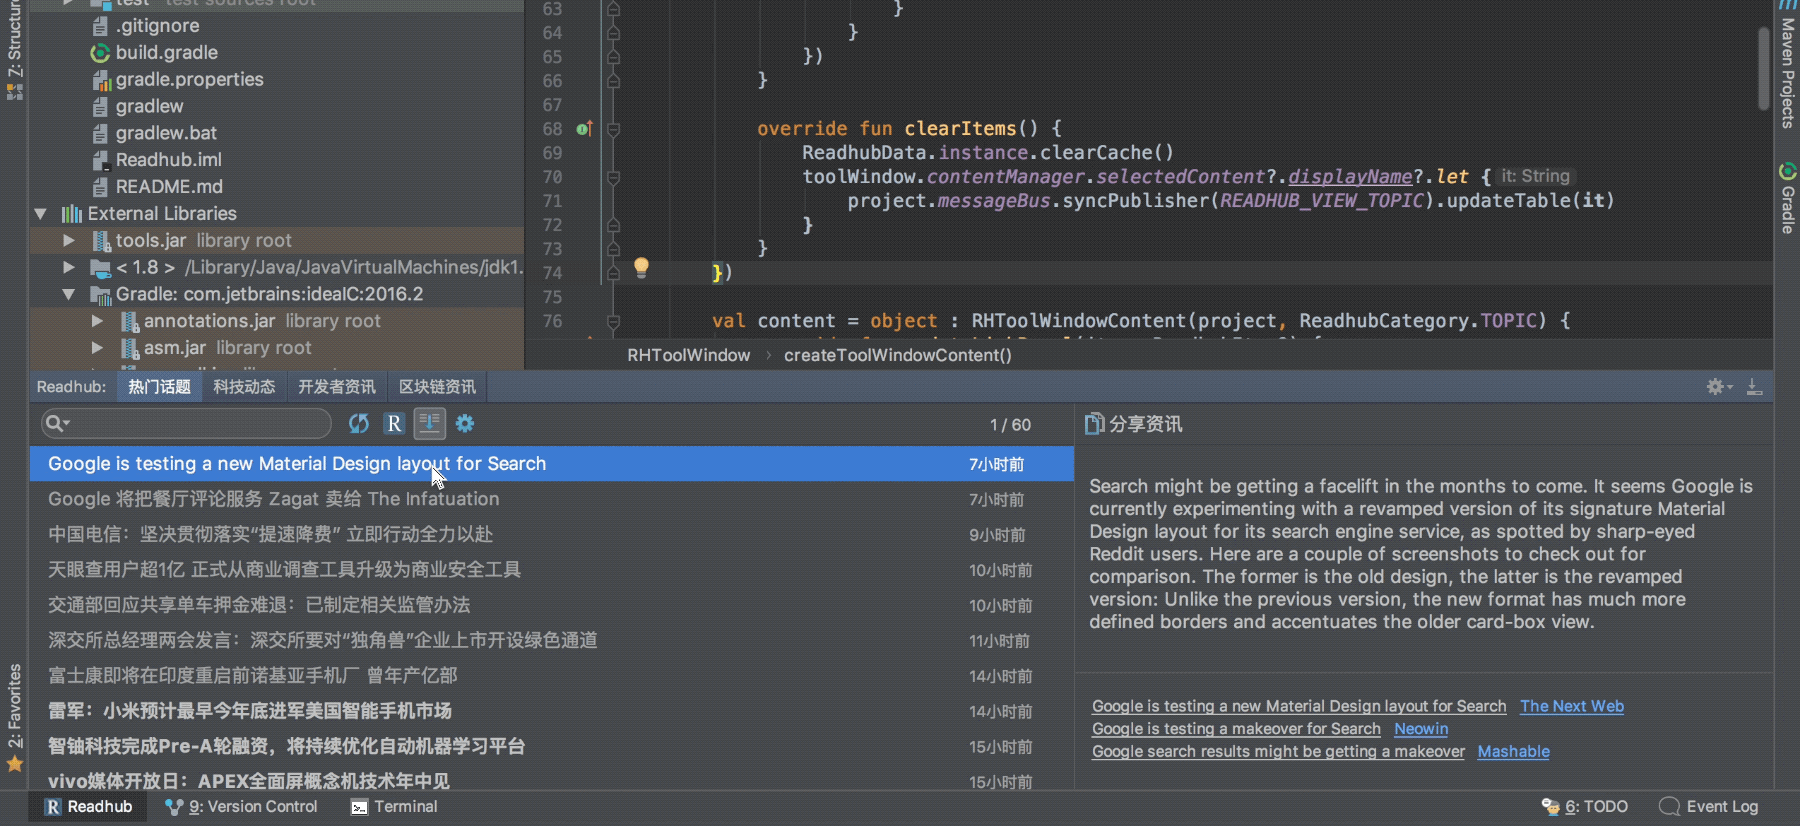 7: Structure
test test sources root
.gitignore
build.gradle
gradle.properties
gradlew
gradlew.bat
Readhub.iml
README.md
External Libraries
tools.jar library root
< 1.8 > /Library/Java/JavaVirtualMachines/jdk1.
Gradle: com.jetbrains:ideaIC:2016.2
annotations.jar library root
asm.jar library root
63 }
64 }
65 })
66 }
67
68 override fun clearItems() {
69 ReadhubData.instance.clearCache()
70 toolWindow.contentManager.selectedContent?.displayName?.let { it: String
71 project.messageBus.syncPublisher(READHUB_VIEW_TOPIC).updateTable(it)
72 }
73 }
74 })
75
76 val content = object : RHToolWindowContent(project, ReadhubCategory.TOPIC) {
RHToolWindow › createToolWindowContent()
Maven Projects
Gradle
Readhub: 热门话题 科技动态 开发者资讯 区块链资讯
R 1 / 60
分享资讯
Google is testing a new Material Design layout for Search 7小时前
Google 将把餐厅评论服务 Zagat 卖给 The Infatuation 7小时前
中国电信：坚决贯彻落实“提速降费” 立即行动全力以赴 9小时前
天眼查用户超1亿 正式从商业调查工具升级为商业安全工具 10小时前
交通部回应共享单车押金难退：已制定相关监管办法 10小时前
深交所总经理两会发言：深交所要对“独角兽”企业上市开设绿色通道 11小时前
富士康即将在印度重启前诺基亚手机厂 曾年产亿部 14小时前
雷军：小米预计最早今年底进军美国智能手机市场 14小时前
智铀科技完成Pre-A轮融资，将持续优化自动机器学习平台 15小时前
vivo媒体开放日：APEX全面屏概念机技术年中见 15小时前
Search might be getting a facelift in the months to come. It seems Google is
currently experimenting with a revamped version of its signature Material
Design layout for its search engine service, as spotted by sharp-eyed
Reddit users. Here are a couple of screenshots to check out for
comparison. The former is the old design, the latter is the revamped
version: Unlike the previous version, the new format has much more
defined borders and accentuates the older card-box view.
Google is testing a new Material Design layout for Search The Next Web
Google is testing a makeover for Search Neowin
Google search results might be getting a makeover Mashable
2: Favorites
R Readhub 9: Version Control Terminal 6: TODO Event Log